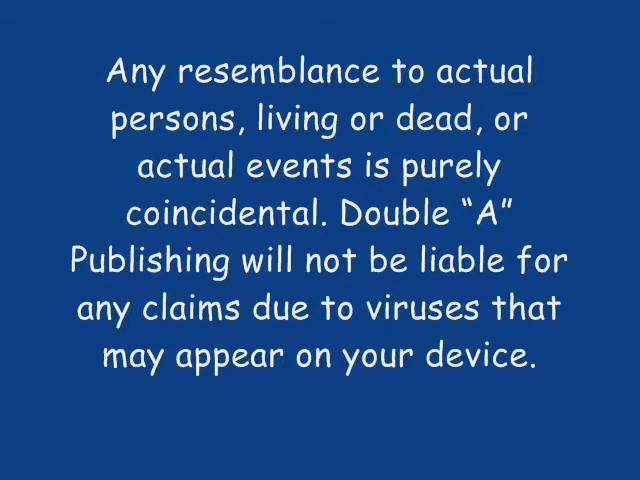 Any resemblance to actual
persons, living or dead, or
actual events is purely
coincidental. Double “A”
Publishing will not be liable for
any claims due to viruses that
may appear on your device.